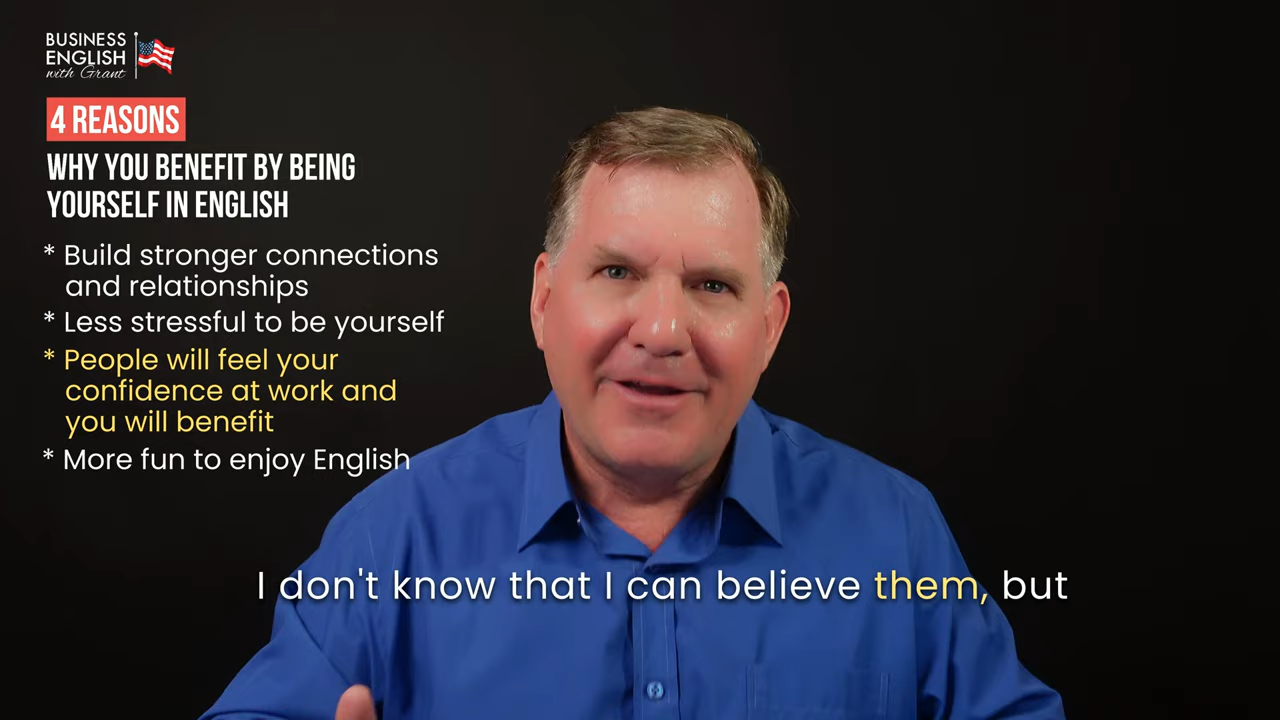 BUSINESS
ENGLISH
with Grant
4 REASONS
WHY YOU BENEFIT BY BEING
YOURSELF IN ENGLISH
* Build stronger connections
and relationships
* Less stressful to be yourself
* People will feel your
confidence at work and
you will benefit
* More fun to enjoy English
I don't know that I can believe them, but